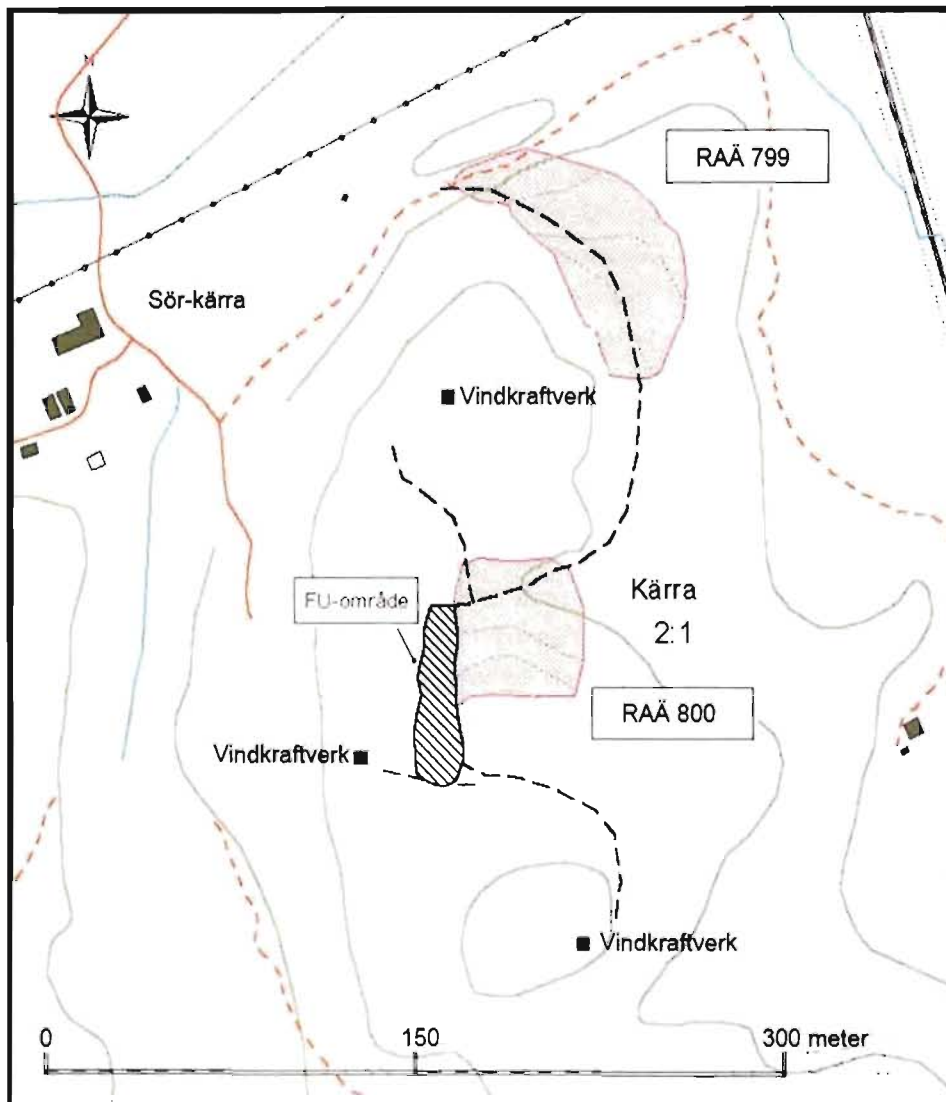 N
RAÄ 799
Sör-kärra
Vindkraftverk
FU-område
Kärra
2:1
RAÄ 800
Vindkraftverk
Vindkraftverk
0 150 300 meter